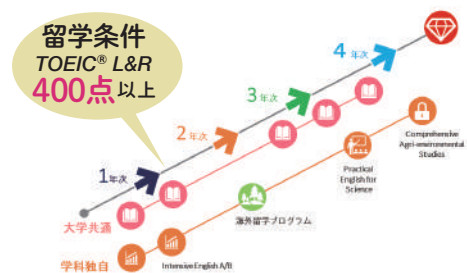 留学条件
TOEIC® L&R
400点以上
4年次
3年次
2年次
1年次
Comprehensive
Agri-environmental
Studies
Practical
English for
Science
海外留学プログラム
大学共通
学科独自
Intensive English A/B